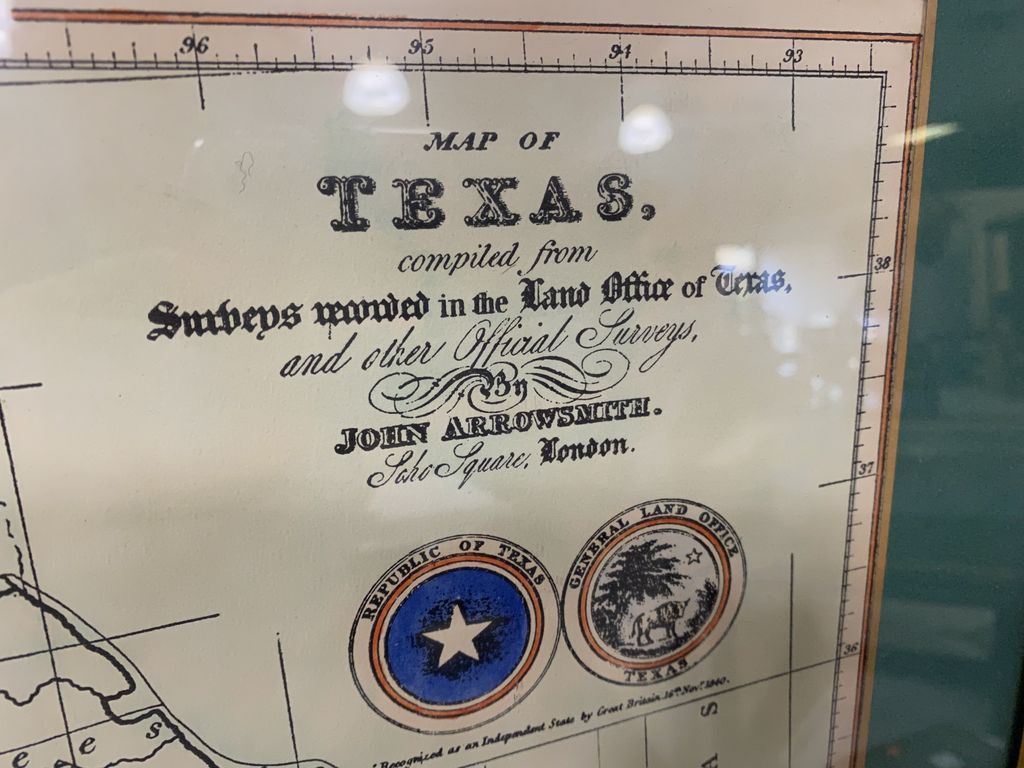 96 95 94 93
MAP OF
TEXAS,
compiled from
Surveys recorded in the Land Office of Texas,
and other Official Surveys,
By
JOHN ARROWSMITH.
Soho Square, London.
38
37
36
REPUBLIC OF TEXAS
GENERAL LAND OFFICE
TEXAS
Recognized as an Independent State by Great Britain 16th Novr. 1840.
e e s
S
A